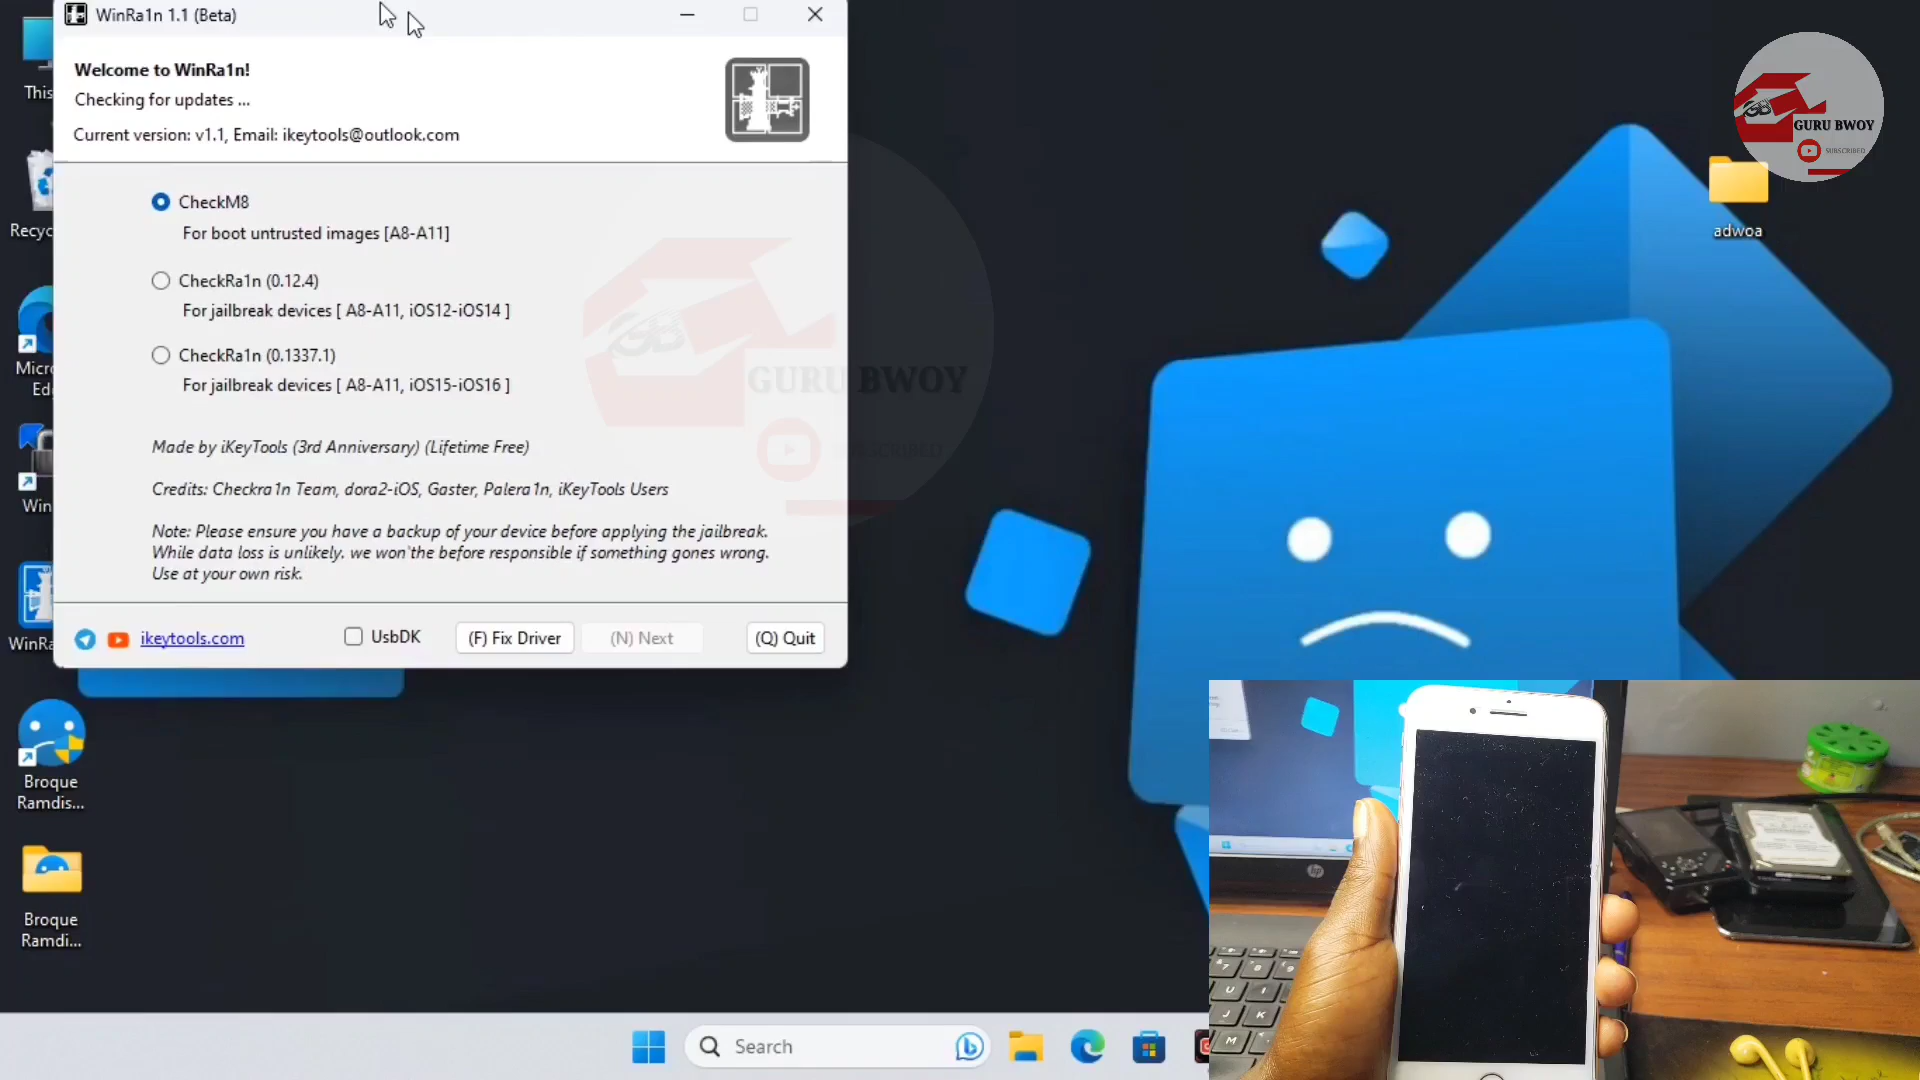 WinRa1n 1.1 (Beta)
Welcome to WinRa1n!
Checking for updates ...
Current version: v1.1, Email: ikeytools@outlook.com
CheckM8
For boot untrusted images [A8-A11]
CheckRa1n (0.12.4)
For jailbreak devices [ A8-A11, iOS12-iOS14 ]
CheckRa1n (0.1337.1)
For jailbreak devices [ A8-A11, iOS15-iOS16 ]
Made by iKeyTools (3rd Anniversary) (Lifetime Free)
Credits: Checkra1n Team, dora2-iOS, Gaster, Palera1n, iKeyTools Users
Note: Please ensure you have a backup of your device before applying the jailbreak.
While data loss is unlikely. we won'the before responsible if something gones wrong.
Use at your own risk.
ikeytools.com
UsbDK
(F) Fix Driver
(N) Next
(Q) Quit
GURU BWOY
SUBSCRIBED
GB
GURU BWOY
SUBSCRIBED
adwoa
This
Recyc
Micro
Ed
Win
WinRa
Broque
Ramdis...
Broque
Ramdi...
Search
hp